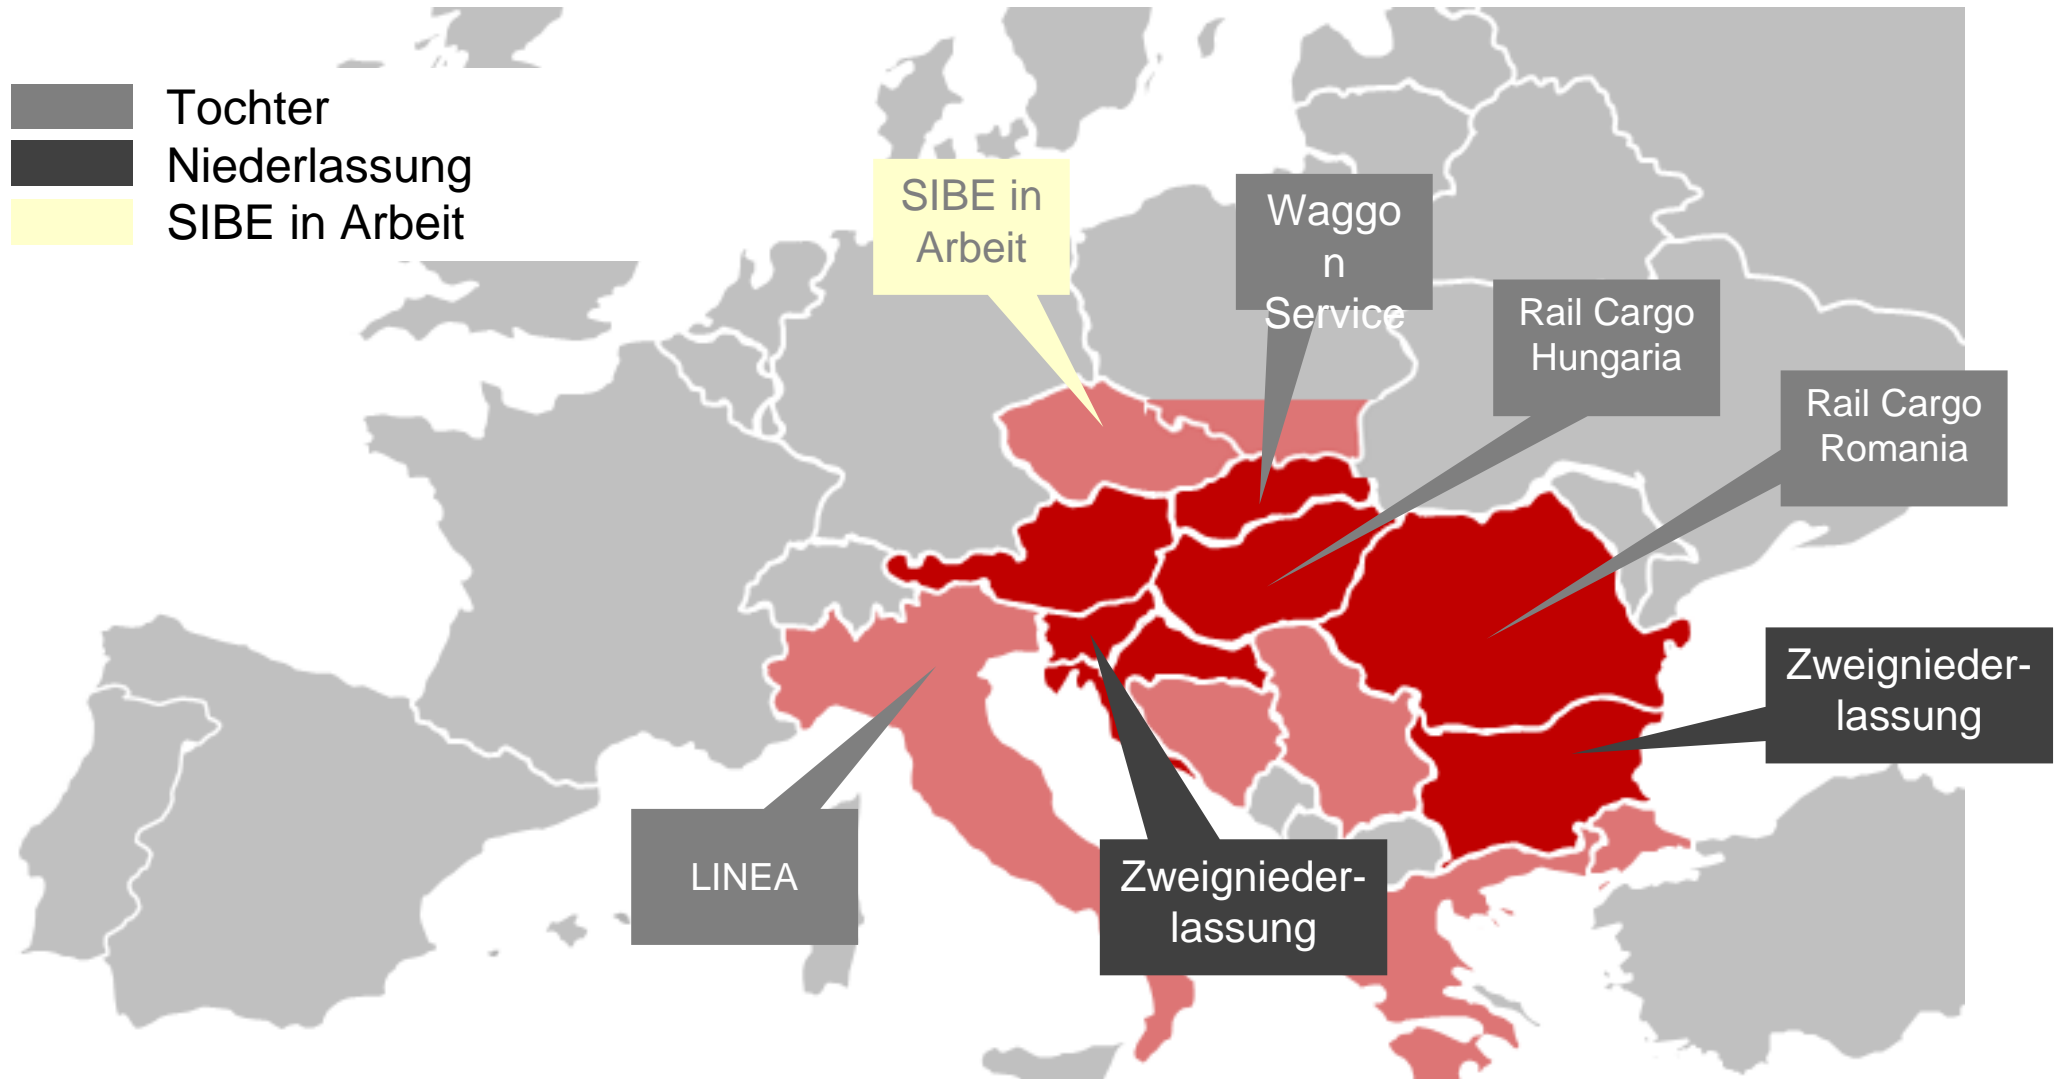 Tochter
Niederlassung
SIBE in Arbeit
SIBE in
Arbeit
Waggo
n
Service
Rail Cargo
Hungaria
Rail Cargo
Romania
Zweignieder-
lassung
LINEA
Zweignieder-
lassung